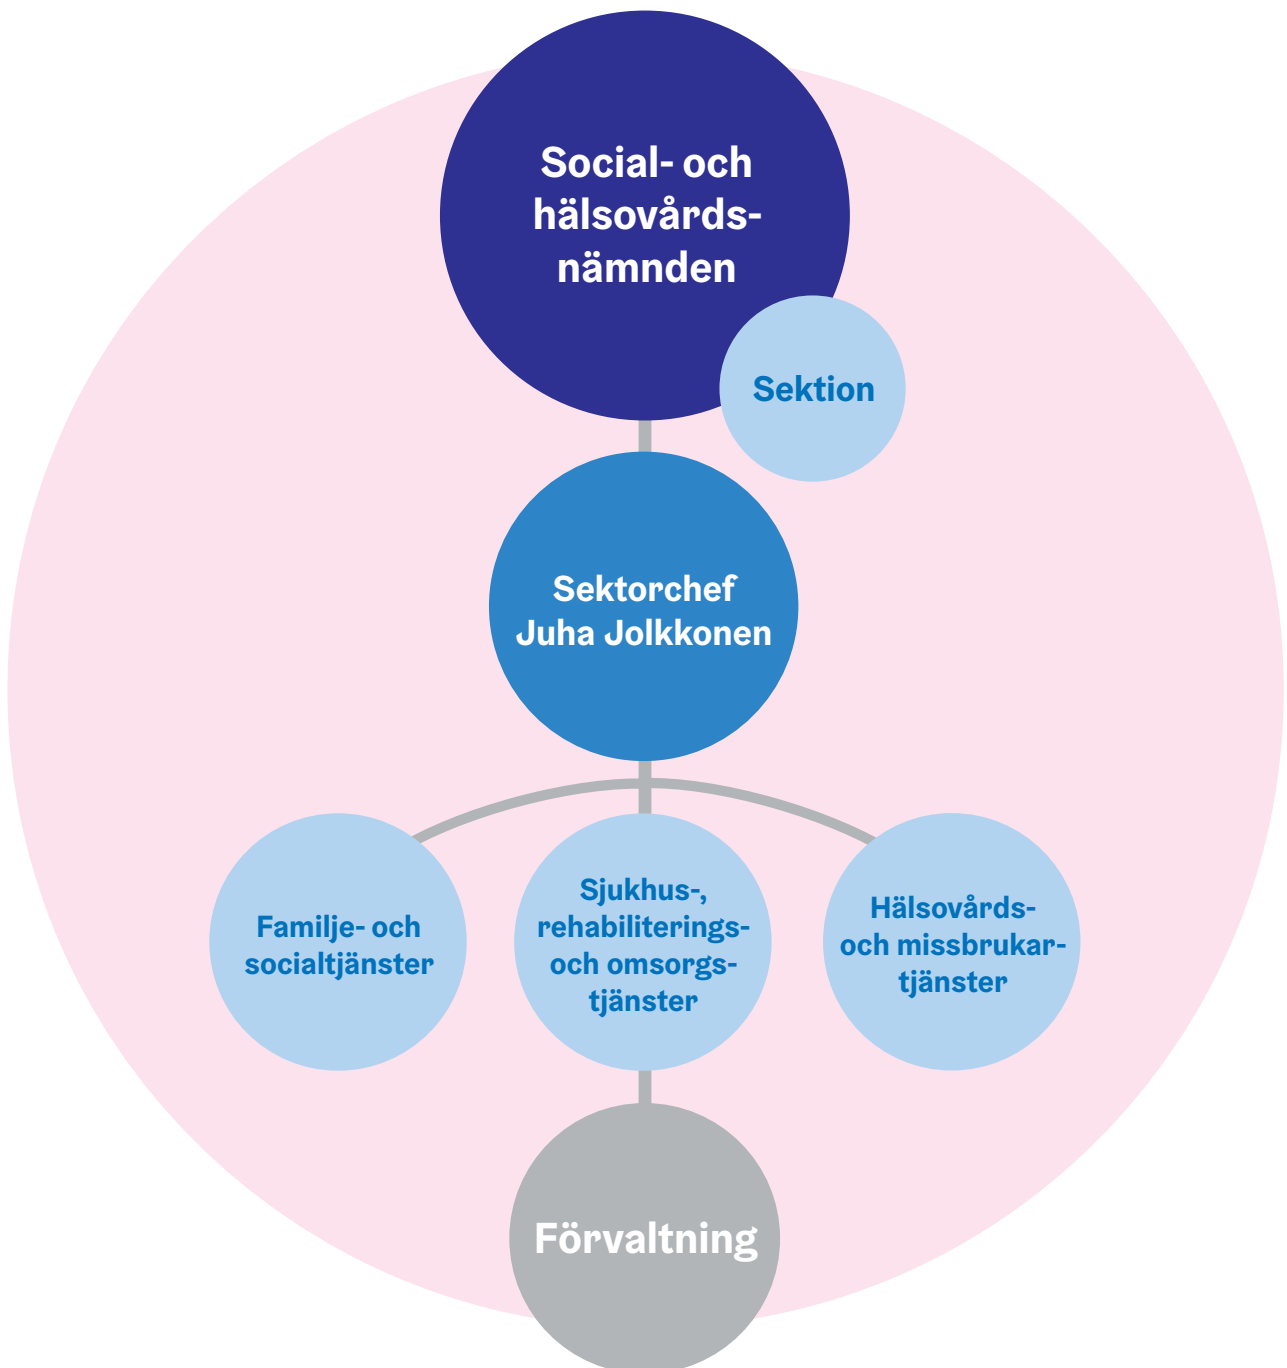 Social- och
hälsovårds-
nämnden
Sektion
Sektorchef
Juha Jolkkonen
Familje- och
socialtjänster
Sjukhus-,
rehabiliterings-
och omsorgs-
tjänster
Hälsovårds-
och missbrukar-
tjänster
Förvaltning